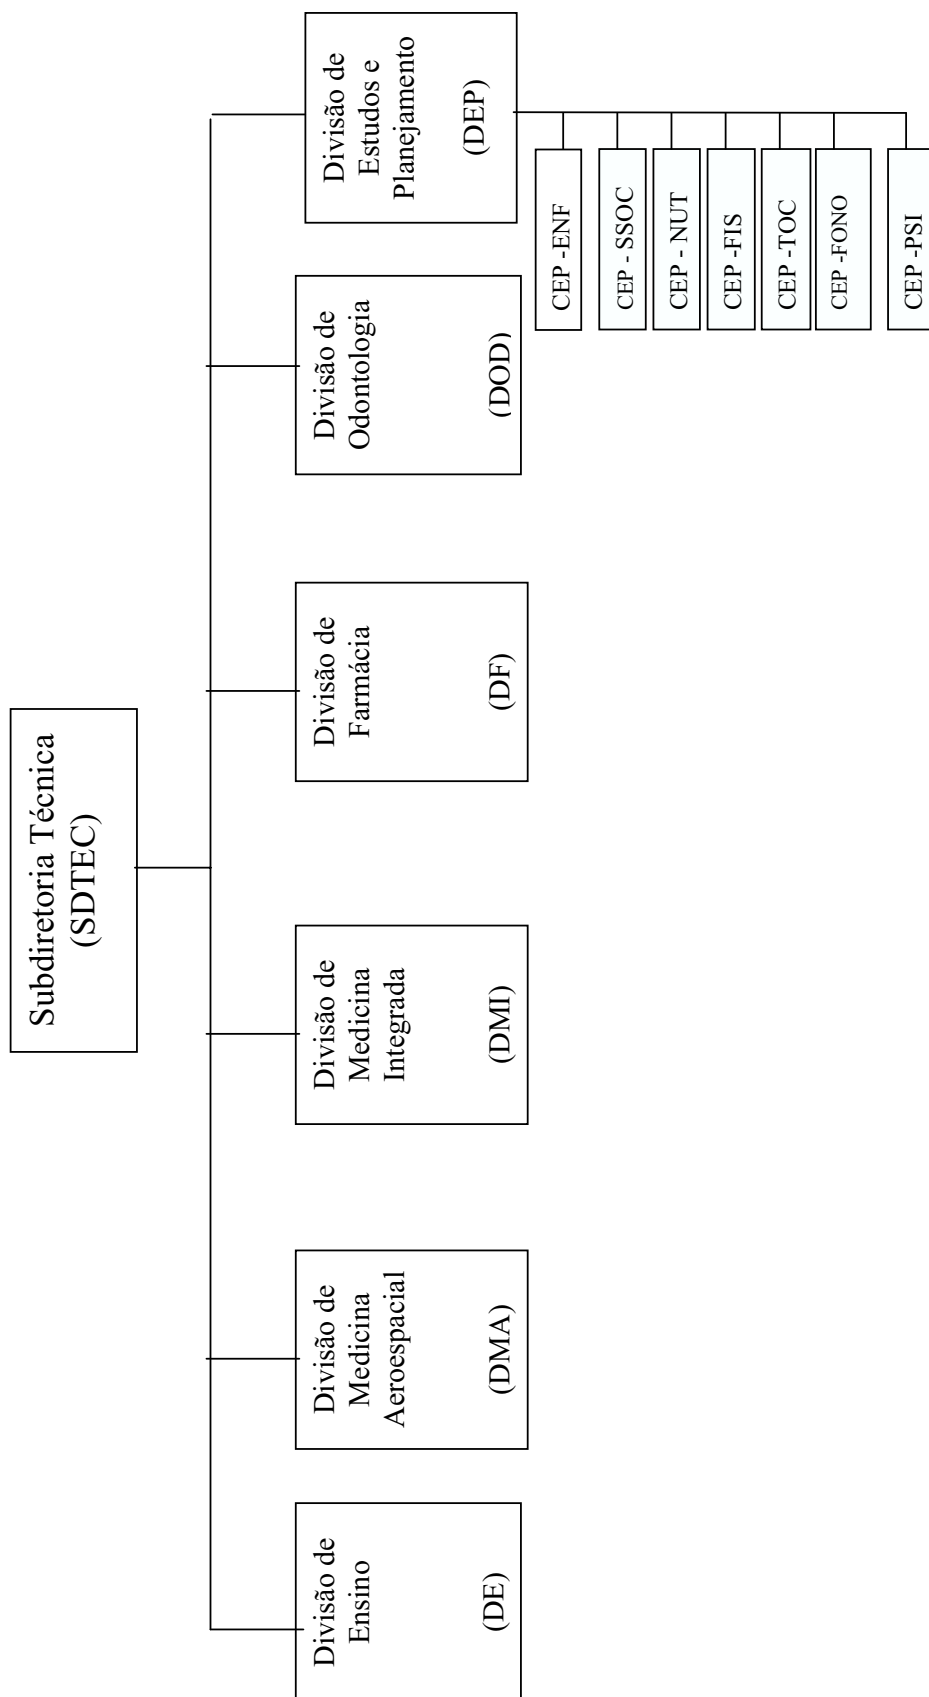 Subdiretoria Técnica
(SDTEC)
Divisão de
Ensino
(DE)
Divisão de
Medicina
Aeroespacial
(DMA)
Divisão de
Medicina
Integrada
(DMI)
Divisão de
Farmácia
(DF)
Divisão de
Odontologia
(DOD)
Divisão de
Estudos e
Planejamento
(DEP)
CEP -ENF
CEP - SSOC
CEP - NUT
CEP -FIS
CEP -TOC
CEP -FONO
CEP -PSI